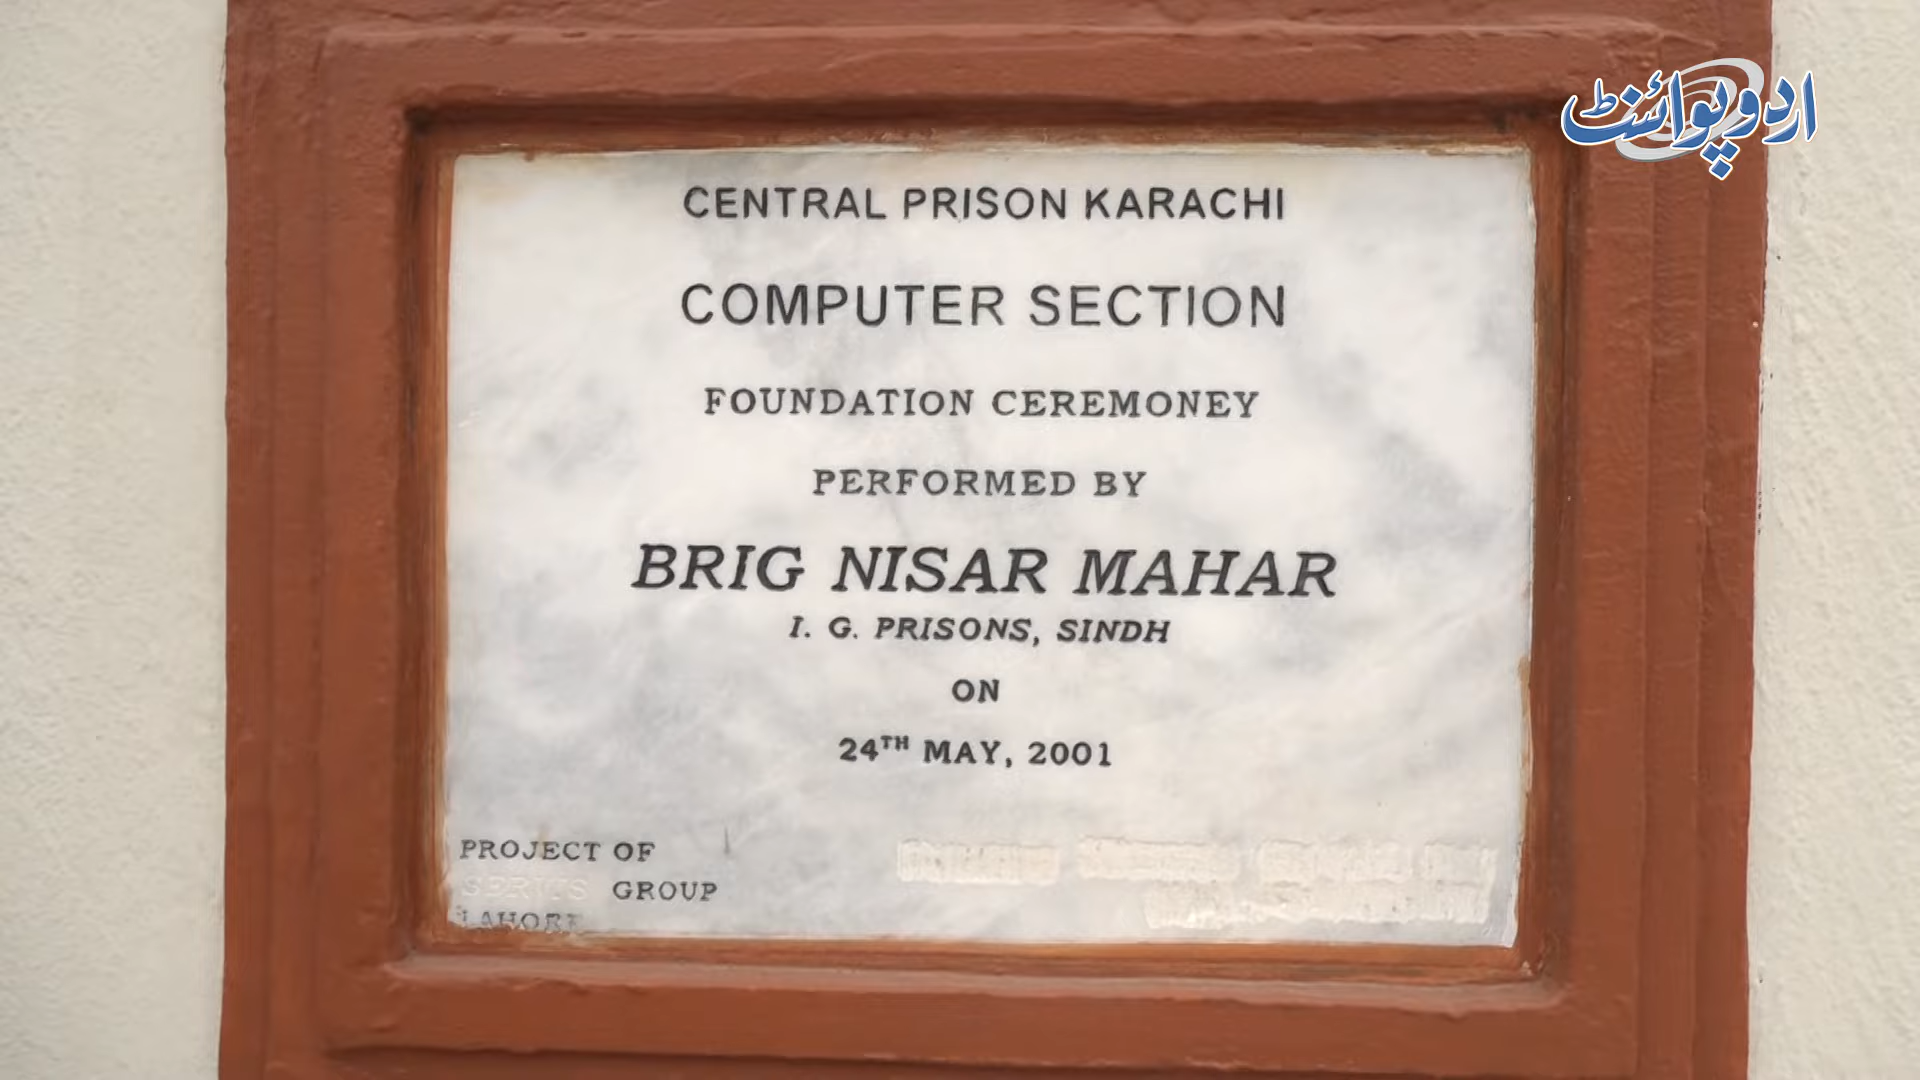 اردوپوائنٹ
CENTRAL PRISON KARACHI
COMPUTER SECTION
FOUNDATION CEREMONEY
PERFORMED BY
BRIG NISAR MAHAR
I. G. PRISONS, SINDH
ON
24TH MAY, 2001
PROJECT OF
GROUP
LAHORE